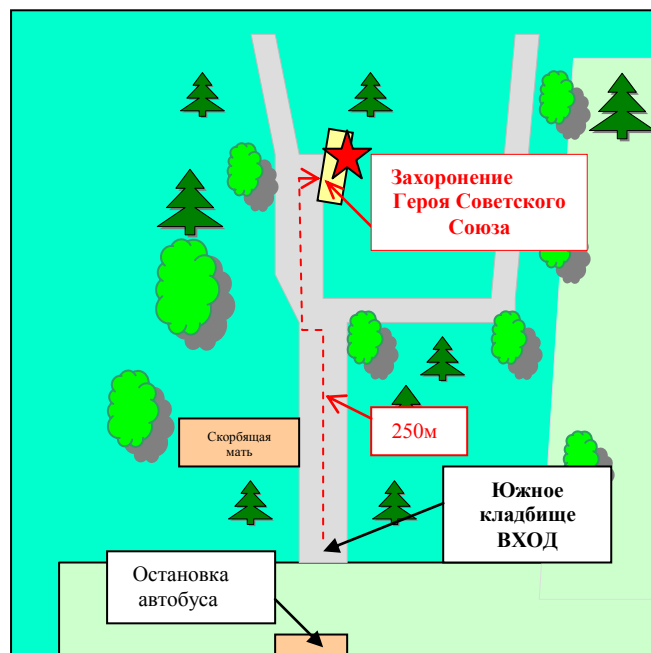 Захоронение
Героя Советского
Союза
250м
Скорбящая
мать
Южное
кладбище
ВХОД
Остановка
автобуса